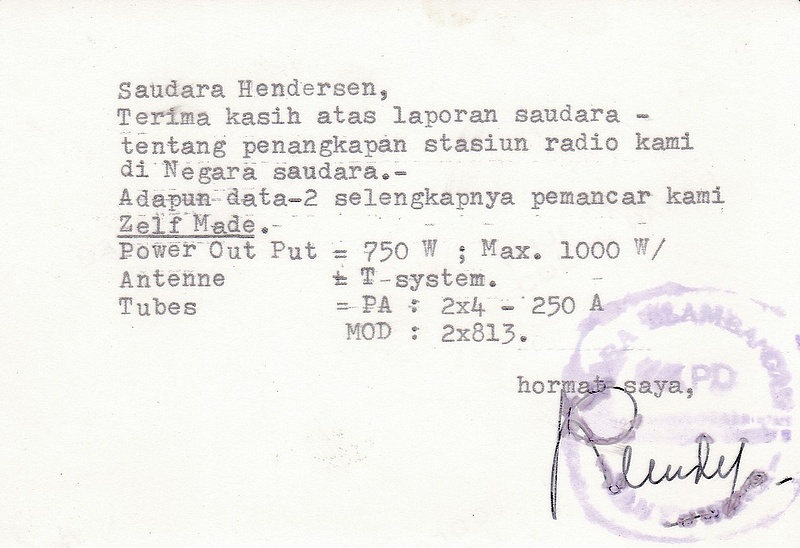 Saudara Hendersen,
Terima kasih atas laporan saudara -
tentang penangkapan stasiun radio kami
di Negara saudara.-
Adapun data-2 selengkapnya pemancar kami
Zelf Made.-
Power Out Put = 750 W ; Max. 1000 W/
Antenne ± T-system.
Tubes = PA : 2x4 - 250 A
MOD : 2x813.
hormat saya,
BLAMBANGAN
PD